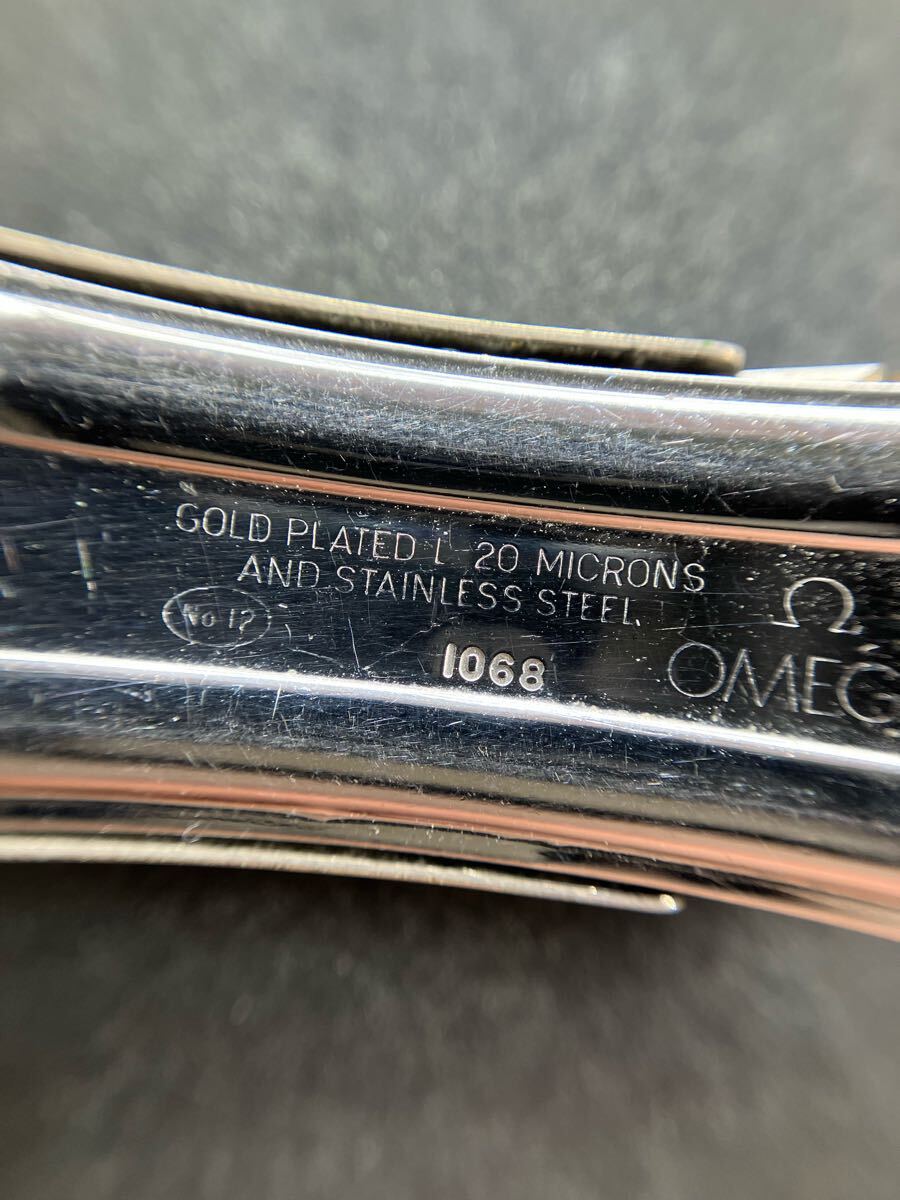 GOLD PLATED L 20 MICRONS
AND STAINLESS STEEL.
No 12
1068
Ω
OMEG